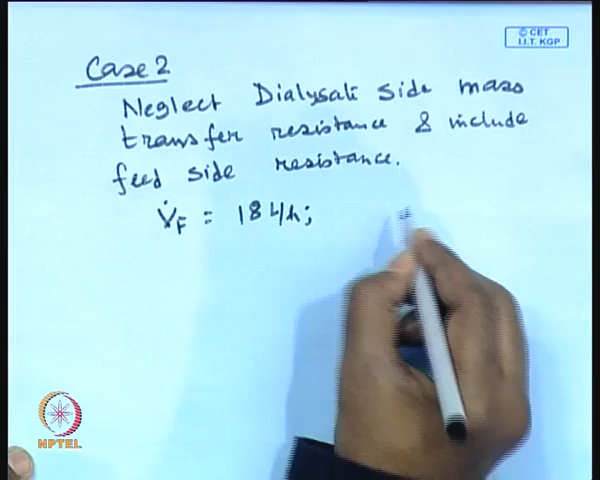 © CET
I.I.T. KGP
Case 2
Neglect Dialysate side mass
transfer resistance & include
feed side resistance.
V̇F = 18 L/h;
NPTEL